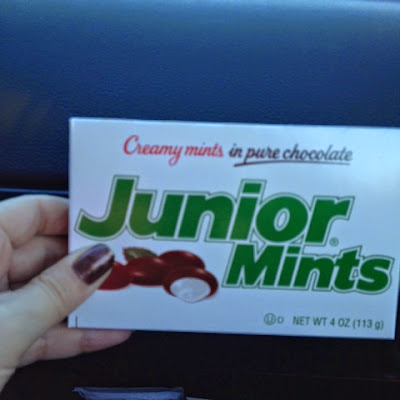 Creamy mints in pure chocolate
Junior
Mints®
Ⓤ D NET WT 4 OZ (113 g)